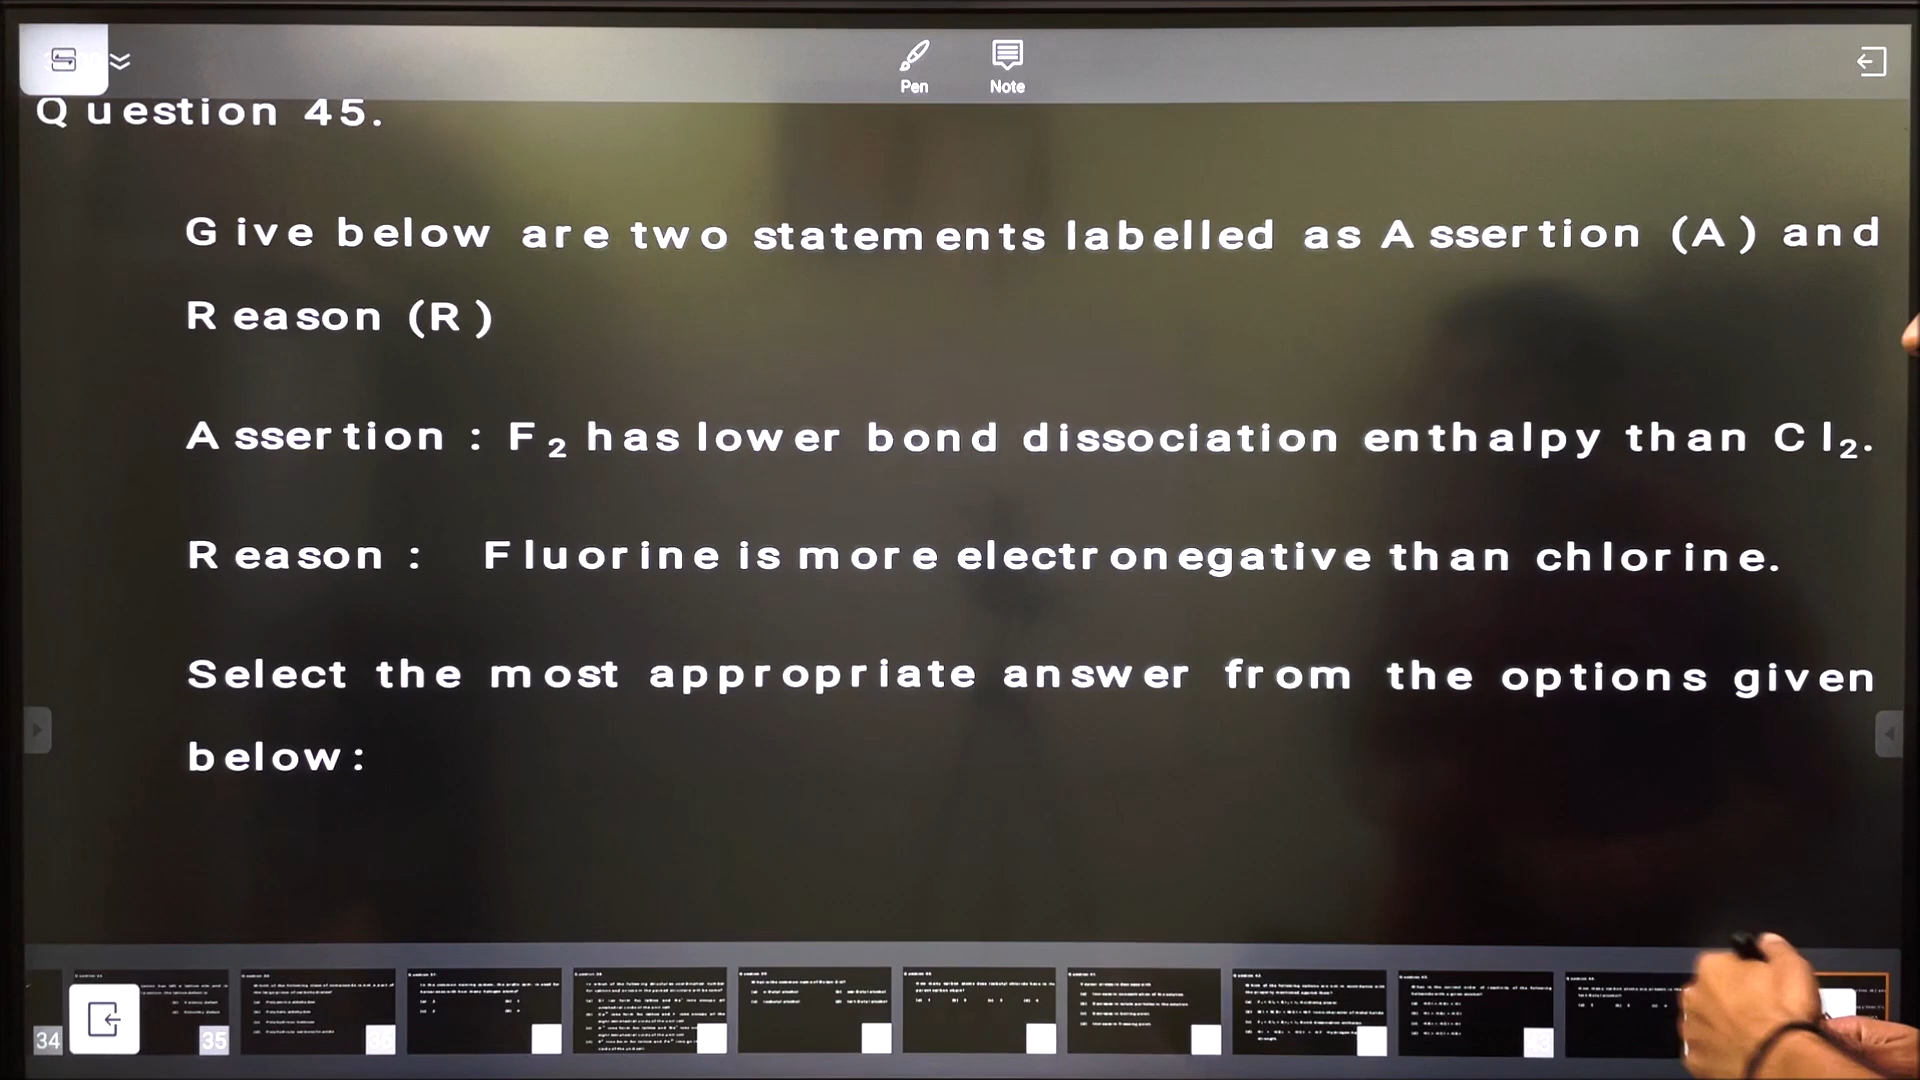 Pen
Note
Question 45.
Give below are two statements labelled as Assertion (A) and
Reason (R)
Assertion : F₂ has lower bond dissociation enthalpy than Cl₂.
Reason : Fluorine is more electronegative than chlorine.
Select the most appropriate answer from the options given
below:
34
35
36